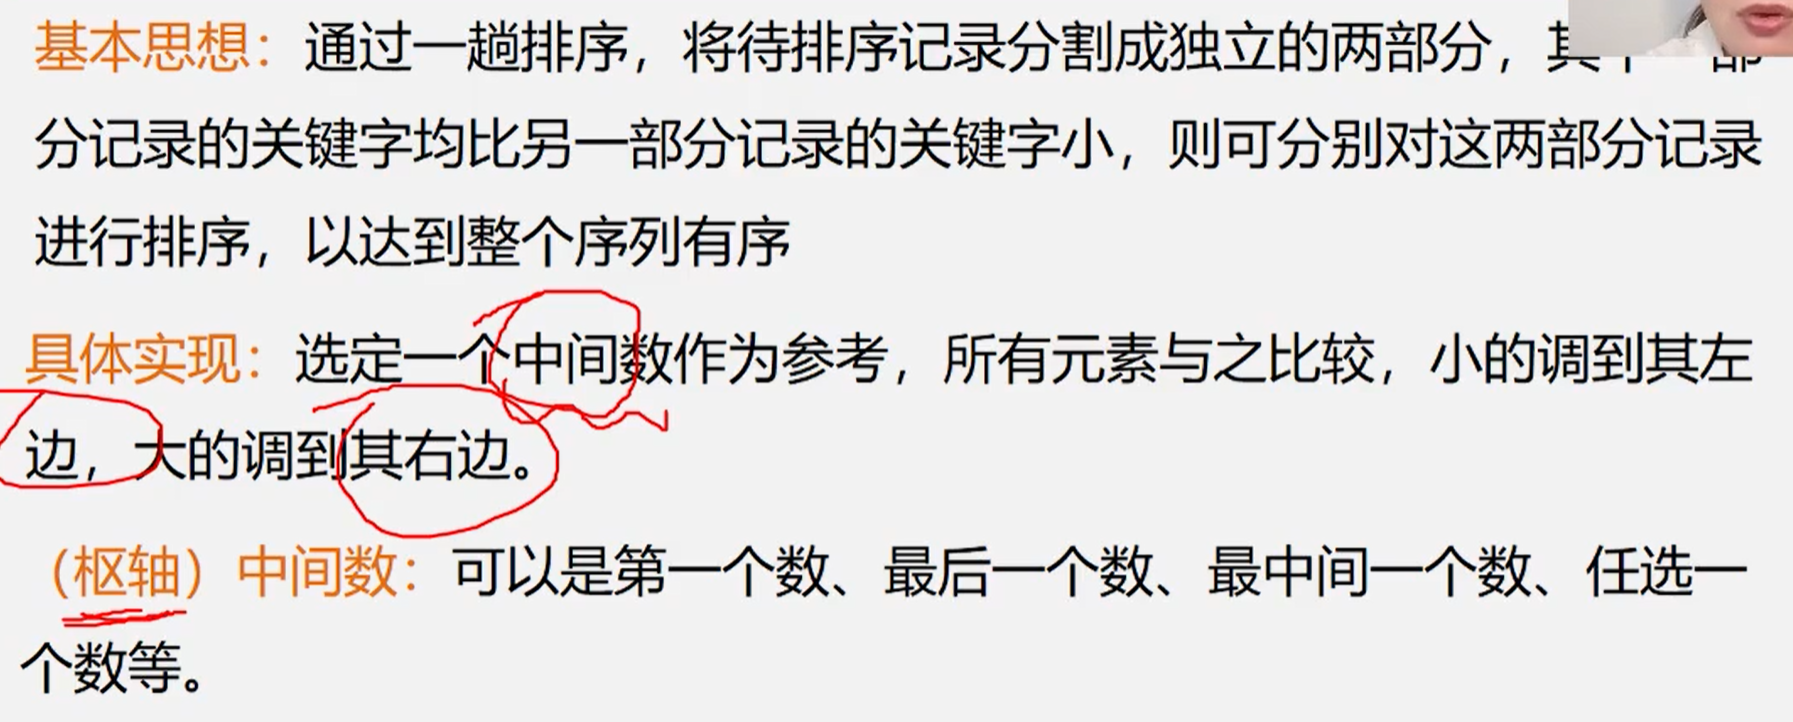 基本思想：通过一趟排序，将待排序记录分割成独立的两部分，其中一部
分记录的关键字均比另一部分记录的关键字小，则可分别对这两部分记录
进行排序，以达到整个序列有序
具体实现：选定一个中间数作为参考，所有元素与之比较，小的调到其左
边，大的调到其右边。
（枢轴）中间数：可以是第一个数、最后一个数、最中间一个数、任选一
个数等。